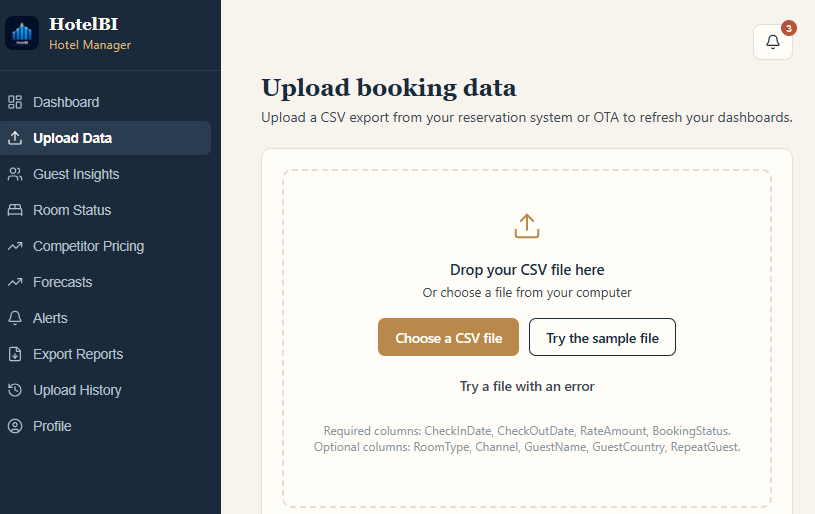 HotelBI
Hotel Manager
Dashboard
Upload Data
Guest Insights
Room Status
Competitor Pricing
Forecasts
Alerts
Export Reports
Upload History
Profile
3
Upload booking data
Upload a CSV export from your reservation system or OTA to refresh your dashboards.
Drop your CSV file here
Or choose a file from your computer
Choose a CSV file
Try the sample file
Try a file with an error
Required columns: CheckInDate, CheckOutDate, RateAmount, BookingStatus.
Optional columns: RoomType, Channel, GuestName, GuestCountry, RepeatGuest.